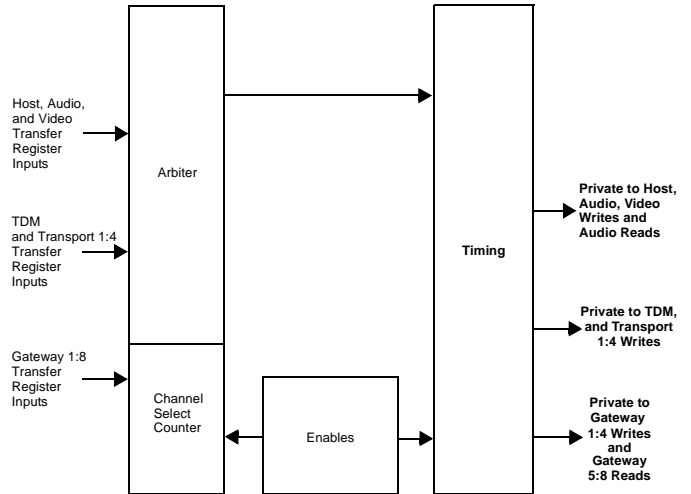 Host, Audio,
and Video
Transfer
Register
Inputs
Arbiter
TDM
and Transport 1:4
Transfer
Register
Inputs
Timing
Private to Host,
Audio, Video
Writes and
Audio Reads
Private to TDM,
and Transport
1:4 Writes
Gateway 1:8
Transfer
Register
Inputs
Channel
Select
Counter
Enables
Private to
Gateway
1:4 Writes
and
Gateway
5:8 Reads